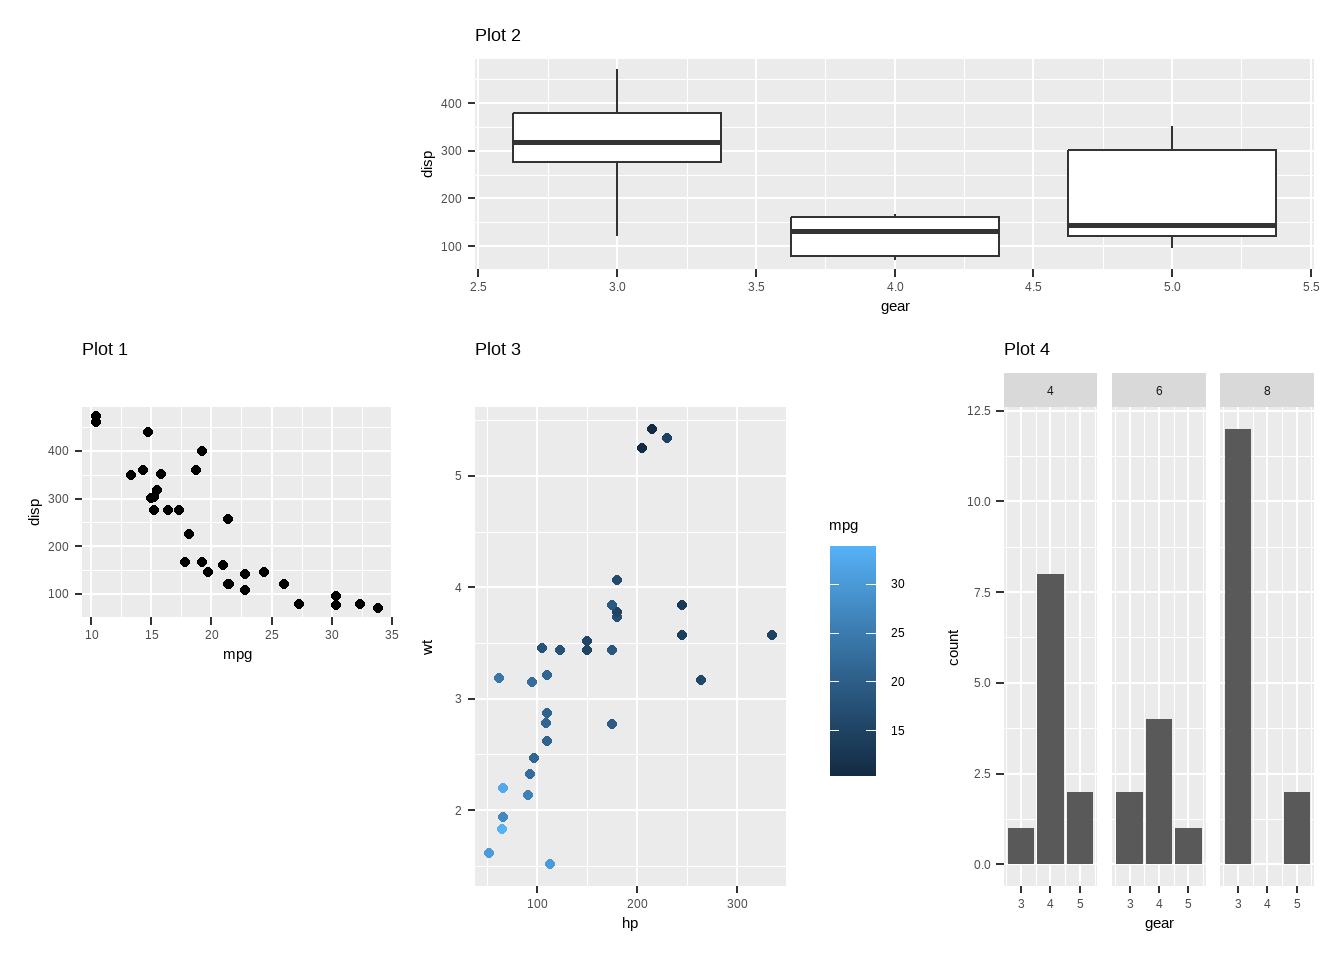 Plot 2
disp
400
300
200
100
2.5 3.0 3.5 4.0 4.5 5.0 5.5
gear
Plot 1
disp
400
300
200
100
10 15 20 25 30 35
mpg
Plot 3
wt
5
4
3
2
100 200 300
hp
mpg
30
25
20
15
Plot 4
4 6 8
count
12.5
10.0
7.5
5.0
2.5
0.0
3 4 5 3 4 5 3 4 5
gear